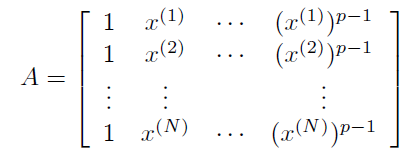 A = [ 1 x^{(1)} ⋯ (x^{(1)})^{p−1}
1 x^{(2)} ⋯ (x^{(2)})^{p−1}
⋮ ⋮ ⋮
1 x^{(N)} ⋯ (x^{(N)})^{p−1} ]